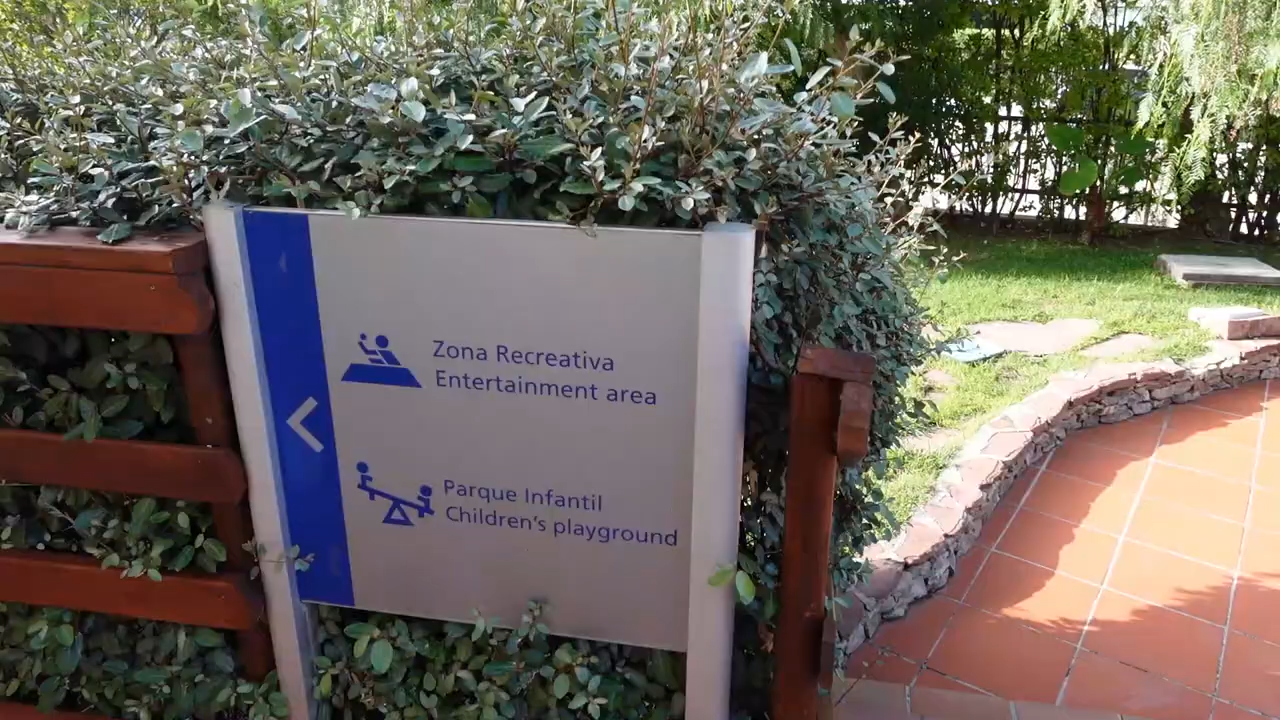 Zona Recreativa
Entertainment area
Parque Infantil
Children's playground